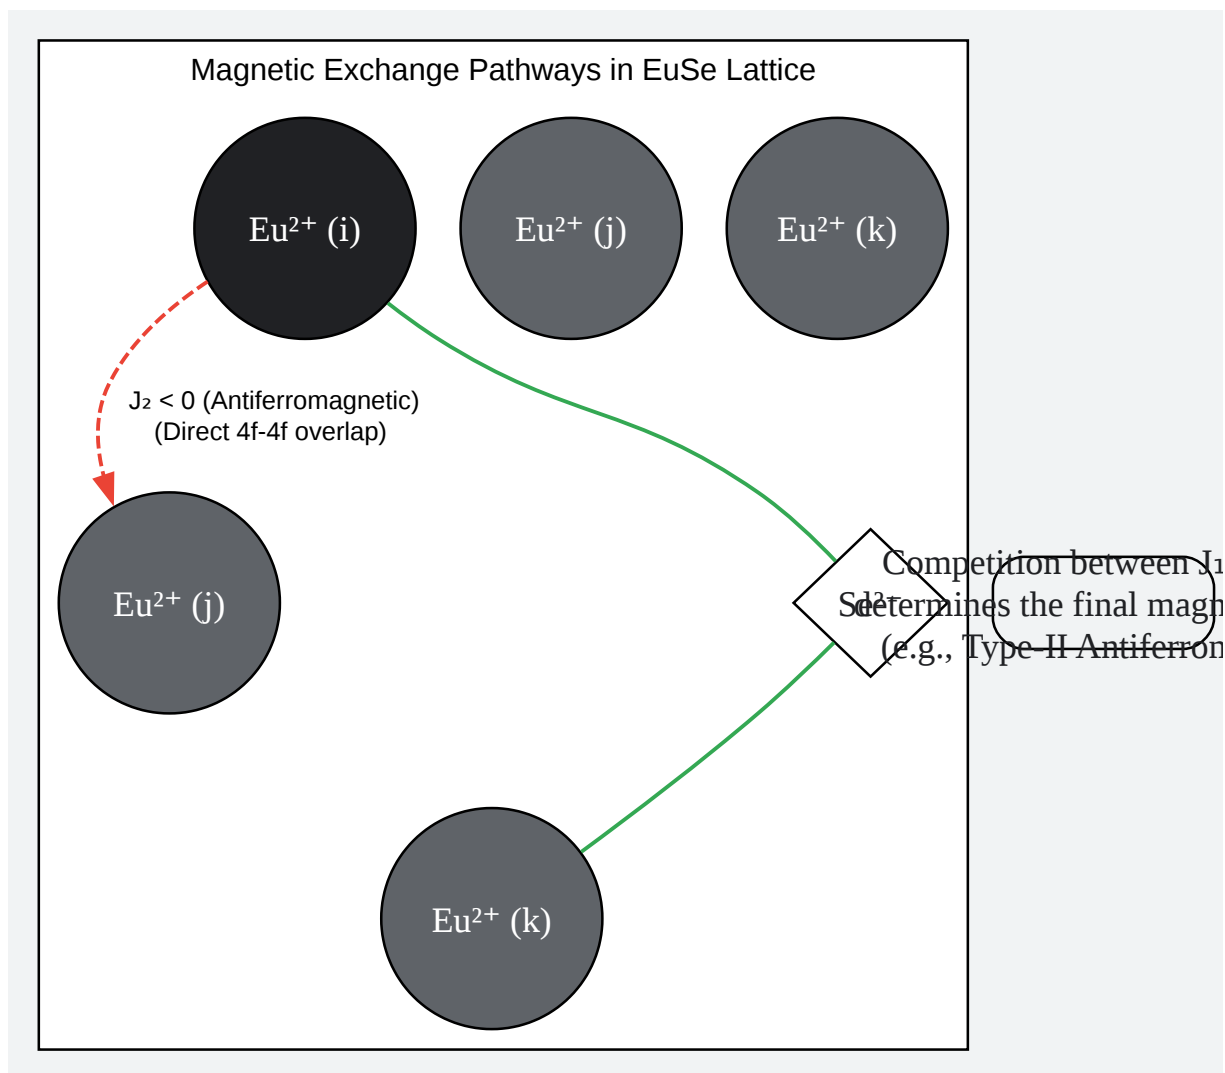 Magnetic Exchange Pathways in EuSe Lattice
Eu²⁺ (i)
Eu²⁺ (j)
Eu²⁺ (k)
J₂ < 0 (Antiferromagnetic)
(Direct 4f-4f overlap)
Eu²⁺ (j)
Se²⁻
Competition between J₁
determines the final magn
(e.g., Type-II Antiferron
Eu²⁺ (k)